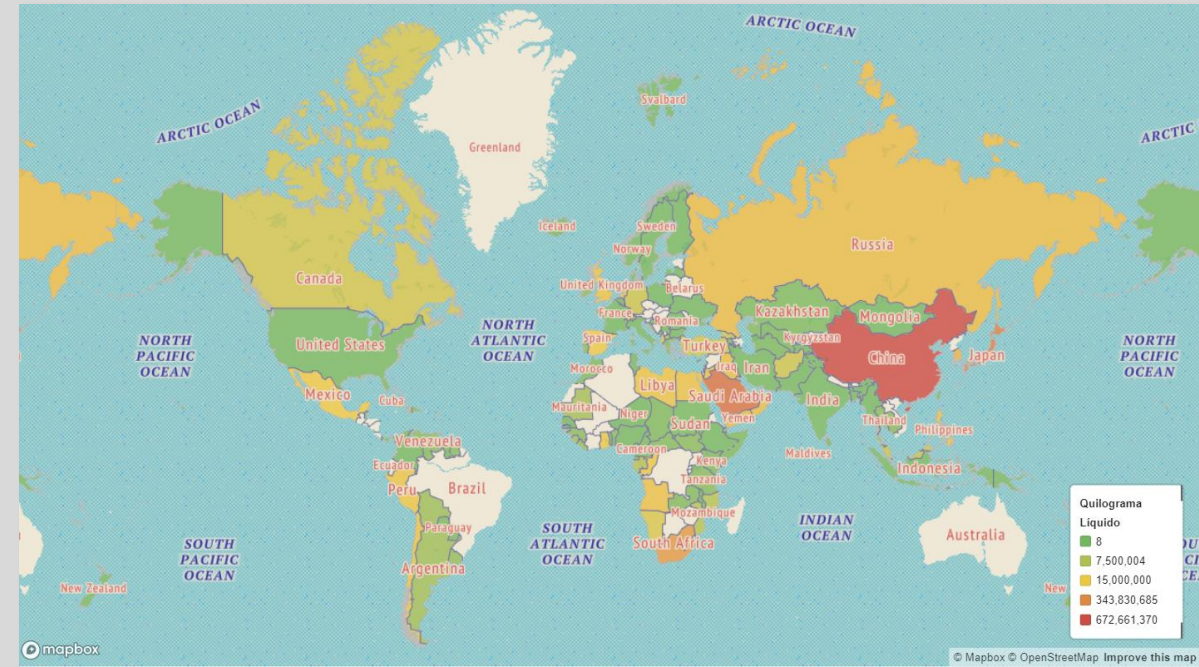 ARCTIC OCEAN
Svalbard
ARCTIC OCEAN
ARCTIC
Greenland
Iceland
Sweden
Norway
Russia
Canada
United Kingdom
Belarus
Kazakhstan
Mongolia
France
Romania
NORTH
PACIFIC
OCEAN
United States
NORTH
ATLANTIC
OCEAN
Spain
Turkey
Kyrgyzstan
China
Japan
NORTH
PACIFIC
OCEAN
Morocco
Iraq
Iran
Mexico
Cuba
Libya
Saudi Arabia
India
Mauritania
Niger
Sudan
Yemen
Thailand
Philippines
Venezuela
Cameroon
Kenya
Maldives
Ecuador
Indonesia
Peru
Brazil
Tanzania
Paraguay
Mozambique
SOUTH
PACIFIC
OCEAN
SOUTH
ATLANTIC
OCEAN
INDIAN
OCEAN
South Africa
Australia
Argentina
New Zealand
New
Quilograma
Líquido
8
7,500,004
15,000,000
343,830,685
672,661,370
mapbox
© Mapbox © OpenStreetMap Improve this map